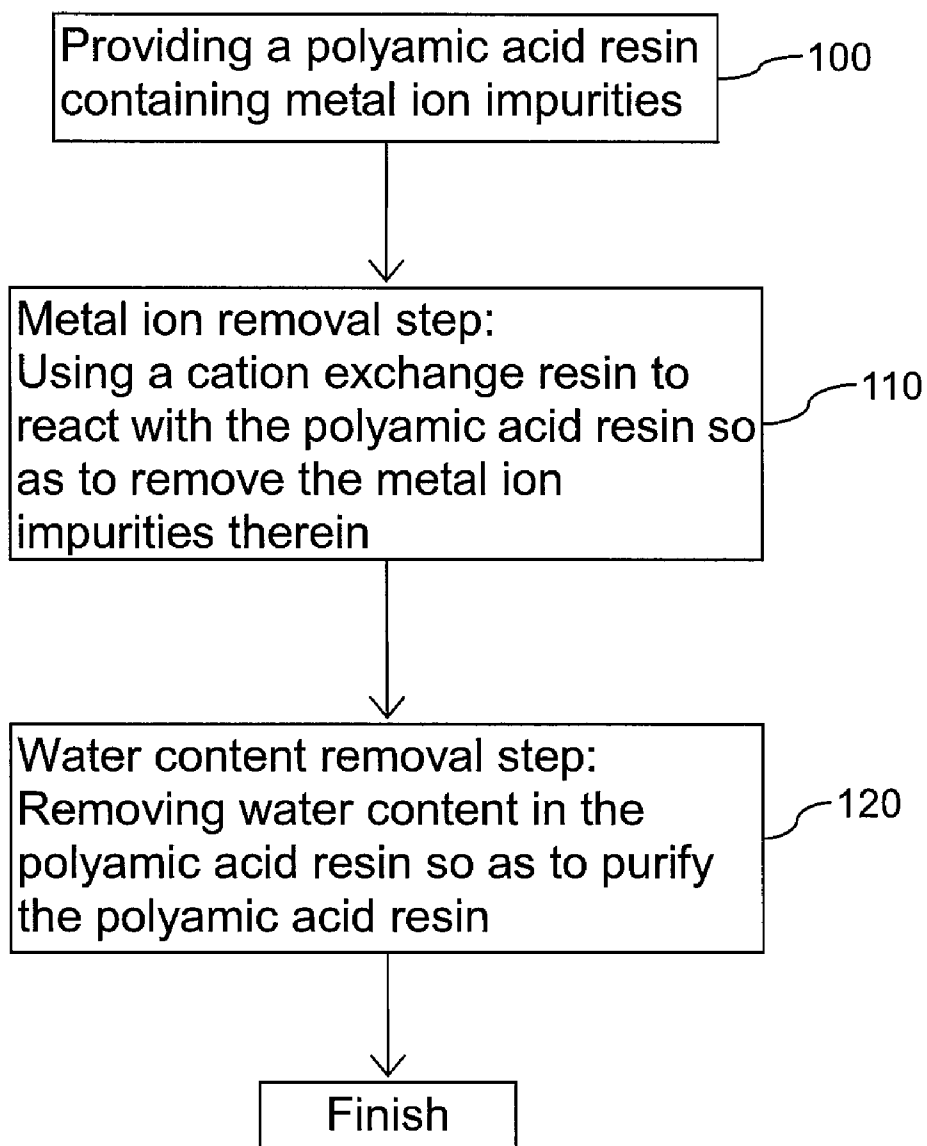 Providing a polyamic acid resin
containing metal ion impurities
100
Metal ion removal step:
Using a cation exchange resin to
react with the polyamic acid resin so
as to remove the metal ion
impurities therein
110
Water content removal step:
Removing water content in the
polyamic acid resin so as to purify
the polyamic acid resin
120
Finish